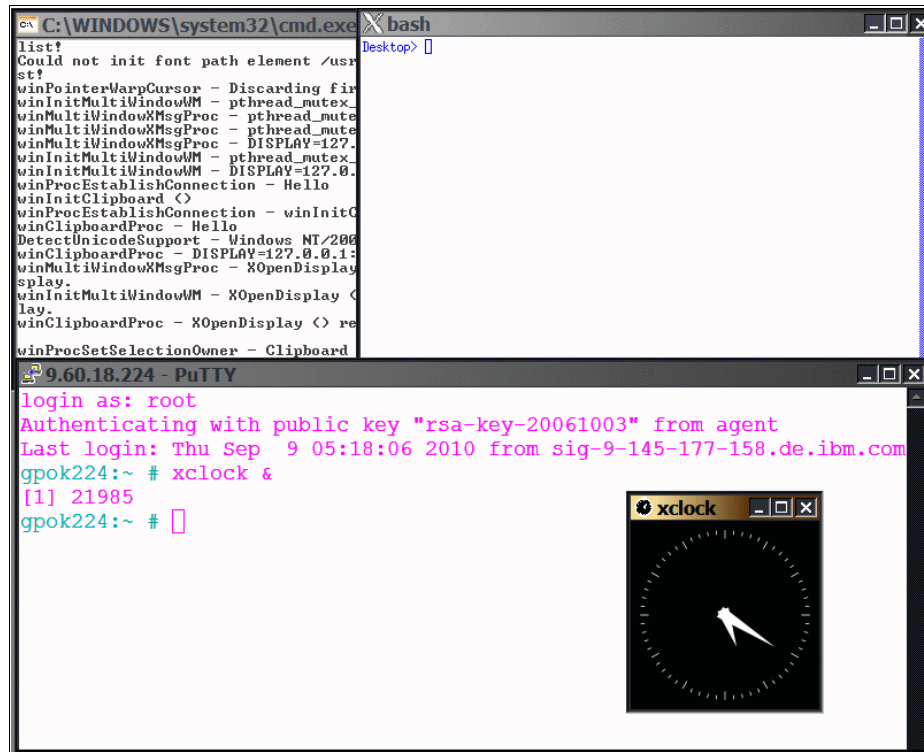 C:\WINDOWS\system32\cmd.exe
list!
Could not init font path element /usr
st!
winPointerWarpCursor - Discarding fir
winInitMultiWindowWM - pthread_mutex_
winMultiWindowXMsgProc - pthread_mute
winMultiWindowXMsgProc - pthread_mute
winMultiWindowXMsgProc - DISPLAY=127.
winInitMultiWindowWM - pthread_mutex_
winInitMultiWindowWM - DISPLAY=127.0.
winProcEstablishConnection - Hello
winInitClipboard ()
winProcEstablishConnection - winInitC
winClipboardProc - Hello
DetectUnicodeSupport - Windows NT/200
winClipboardProc - DISPLAY=127.0.0.1:
winMultiWindowXMsgProc - XOpenDisplay
splay.
winInitMultiWindowWM - XOpenDisplay (
lay.
winClipboardProc - XOpenDisplay () re
winProcSetSelectionOwner - Clipboard
bash
Desktop>
9.60.18.224 - PuTTY
login as: root
Authenticating with public key "rsa-key-20061003" from agent
Last login: Thu Sep  9 05:18:06 2010 from sig-9-145-177-158.de.ibm.com
gpok224:~ # xclock &
[1] 21985
gpok224:~ #
xclock